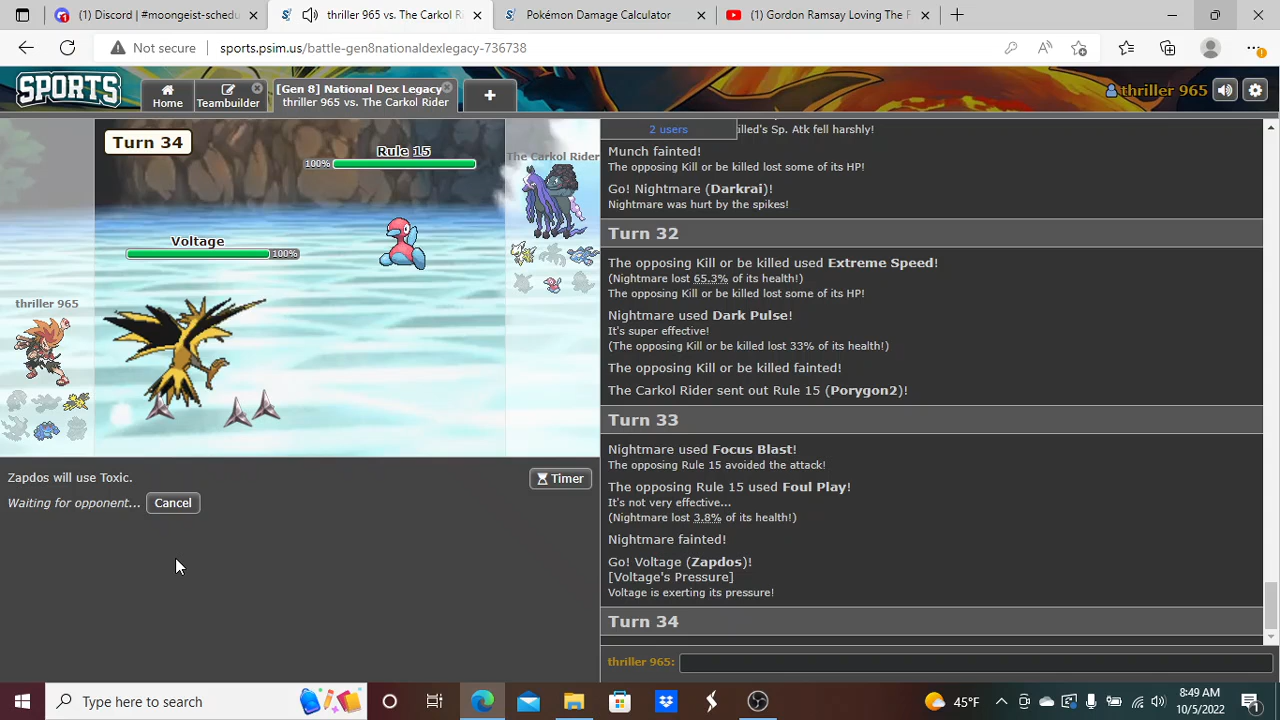 (1) Discord | #moongeist-schedu
thriller 965 vs. The Carkol Ri
Pokémon Damage Calculator
(1) Gordon Ramsay Loving The F
Not secure
sports.psim.us/battle-gen8nationaldexlegacy-736738
SPORTS
Home
Teambuilder
[Gen 8] National Dex Legacy
thriller 965 vs. The Carkol Rider
thriller 965
Turn 34
Rule 15
100%
The Carkol Rider
Voltage
100%
thriller 965
Zapdos will use Toxic.
Waiting for opponent...
Cancel
Timer
2 users
illed's Sp. Atk fell harshly!
Munch fainted!
The opposing Kill or be killed lost some of its HP!
Go! Nightmare (Darkrai)!
Nightmare was hurt by the spikes!
Turn 32
The opposing Kill or be killed used Extreme Speed!
(Nightmare lost 65.3% of its health!)
The opposing Kill or be killed lost some of its HP!
Nightmare used Dark Pulse!
It's super effective!
(The opposing Kill or be killed lost 33% of its health!)
The opposing Kill or be killed fainted!
The Carkol Rider sent out Rule 15 (Porygon2)!
Turn 33
Nightmare used Focus Blast!
The opposing Rule 15 avoided the attack!
The opposing Rule 15 used Foul Play!
It's not very effective...
(Nightmare lost 3.8% of its health!)
Nightmare fainted!
Go! Voltage (Zapdos)!
[Voltage's Pressure]
Voltage is exerting its pressure!
Turn 34
thriller 965:
Type here to search
45°F
8:49 AM
10/5/2022
1